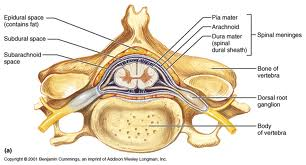 Epidural space
(contains fat)
Subdural space
Subarachnoid
space
Pia mater
Arachnoid
Dura mater
(spinal
dural sheath)
Spinal meninges
Bone of
vertebra
Dorsal root
ganglion
Body
of vertebra
(a)
Copyright © 2001 Benjamin Cummings, an imprint of Addison Wesley Longman, Inc.